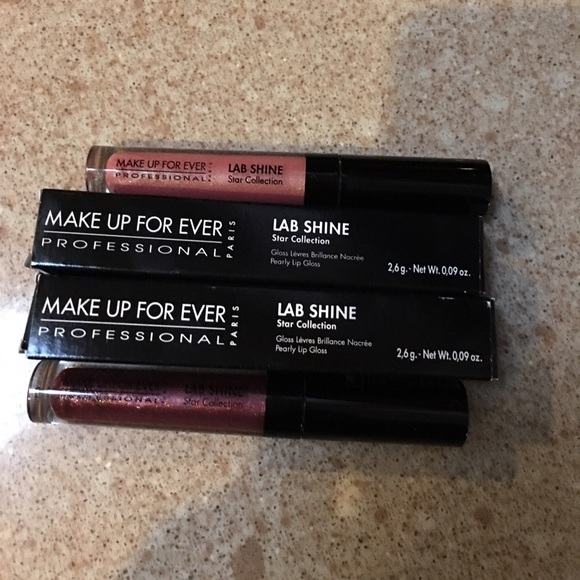 MAKE UP FOR EVER
PROFESSIONAL
LAB SHINE
Star Collection
MAKE UP FOR EVER
PROFESSIONAL
PARIS
LAB SHINE
Star Collection
Gloss Lèvres Brillance Nacrée
Pearly Lip Gloss
2,6 g. - Net Wt. 0,09 oz.
MAKE UP FOR EVER
PROFESSIONAL
PARIS
LAB SHINE
Star Collection
Gloss Lèvres Brillance Nacrée
Pearly Lip Gloss
2,6 g. - Net Wt. 0,09 oz.
LAB SHINE
Star Collection